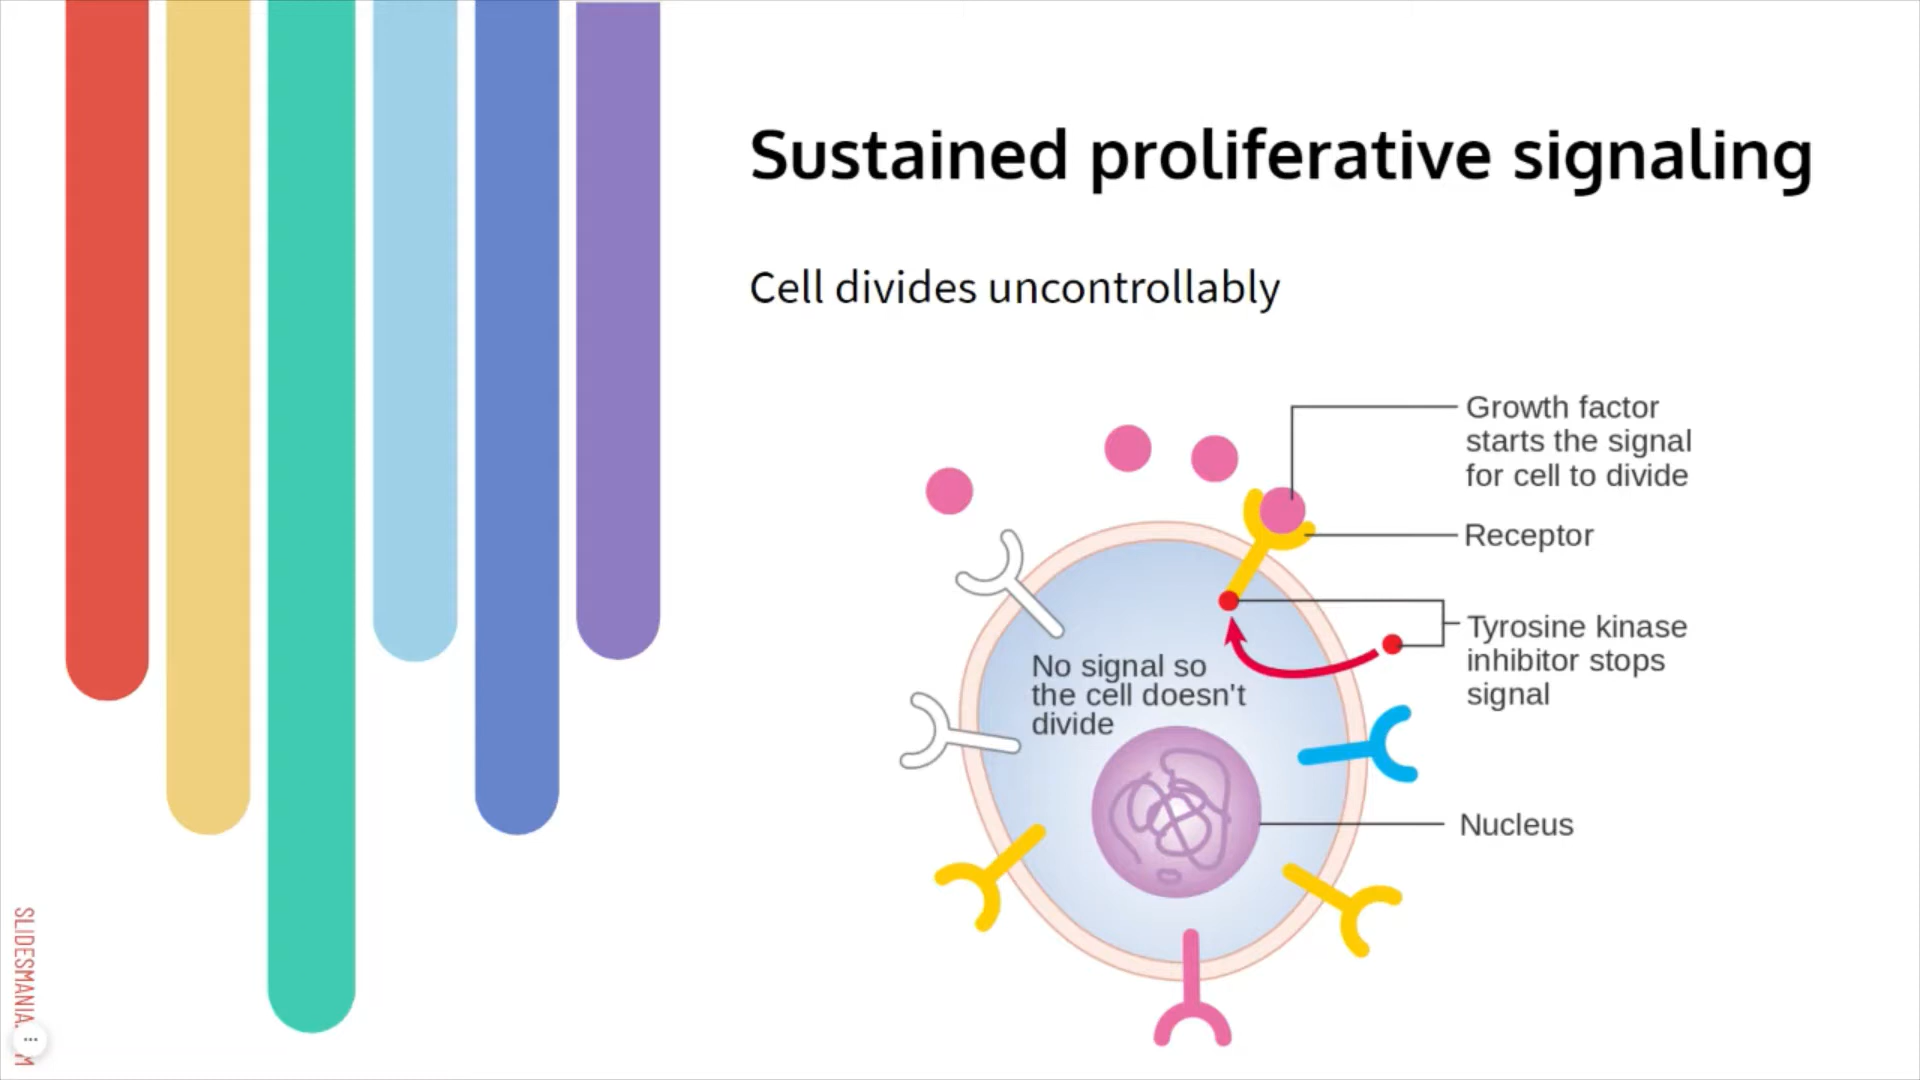 Sustained proliferative signaling
Cell divides uncontrollably
Growth factor
starts the signal
for cell to divide
Receptor
Tyrosine kinase
inhibitor stops
signal
No signal so
the cell doesn't
divide
Nucleus